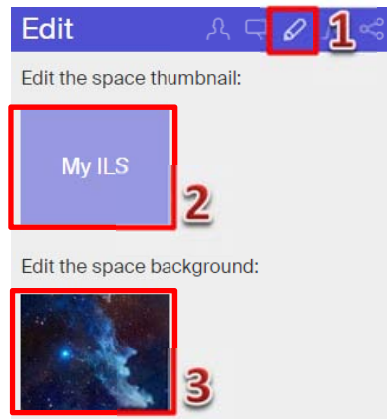 Edit 1
Edit the space thumbnail:
My ILS
2
Edit the space background:
3